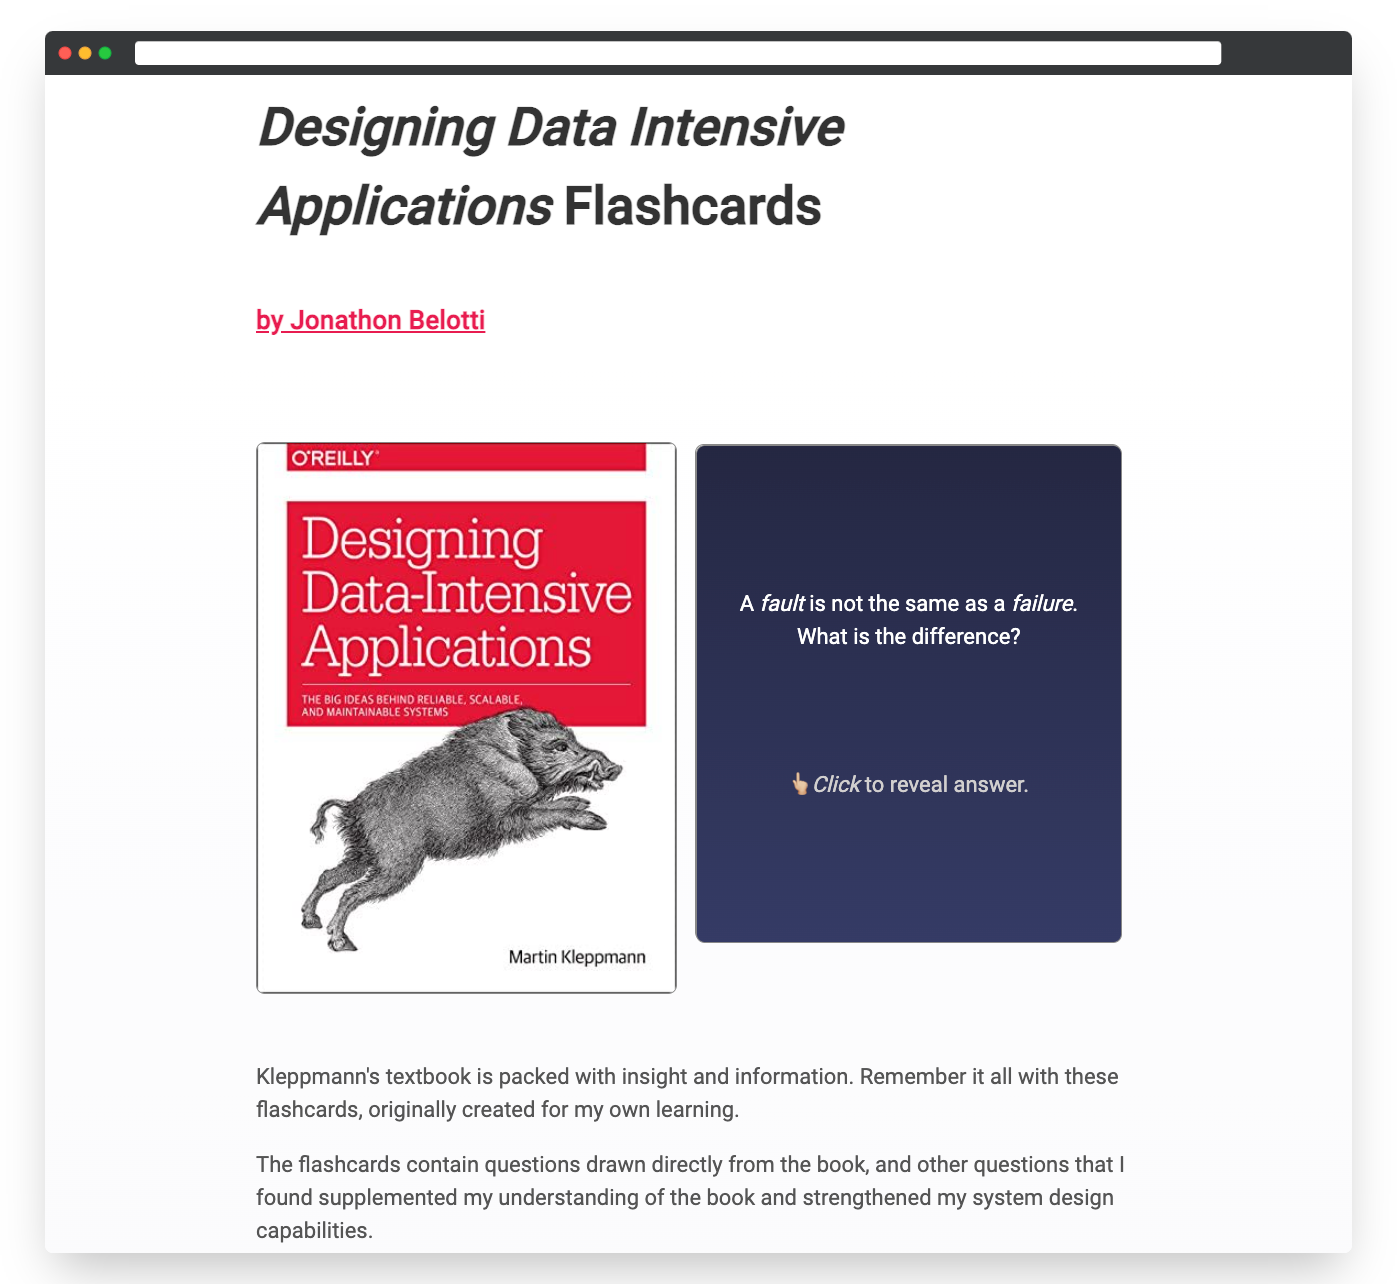 Designing Data Intensive
Applications Flashcards
by Jonathon Belotti
O'REILLY®
Designing
Data-Intensive
Applications
THE BIG IDEAS BEHIND RELIABLE, SCALABLE,
AND MAINTAINABLE SYSTEMS
Martin Kleppmann
A fault is not the same as a failure.
What is the difference?
👆🏼Click to reveal answer.
Kleppmann's textbook is packed with insight and information. Remember it all with these
flashcards, originally created for my own learning.
The flashcards contain questions drawn directly from the book, and other questions that I
found supplemented my understanding of the book and strengthened my system design
capabilities.